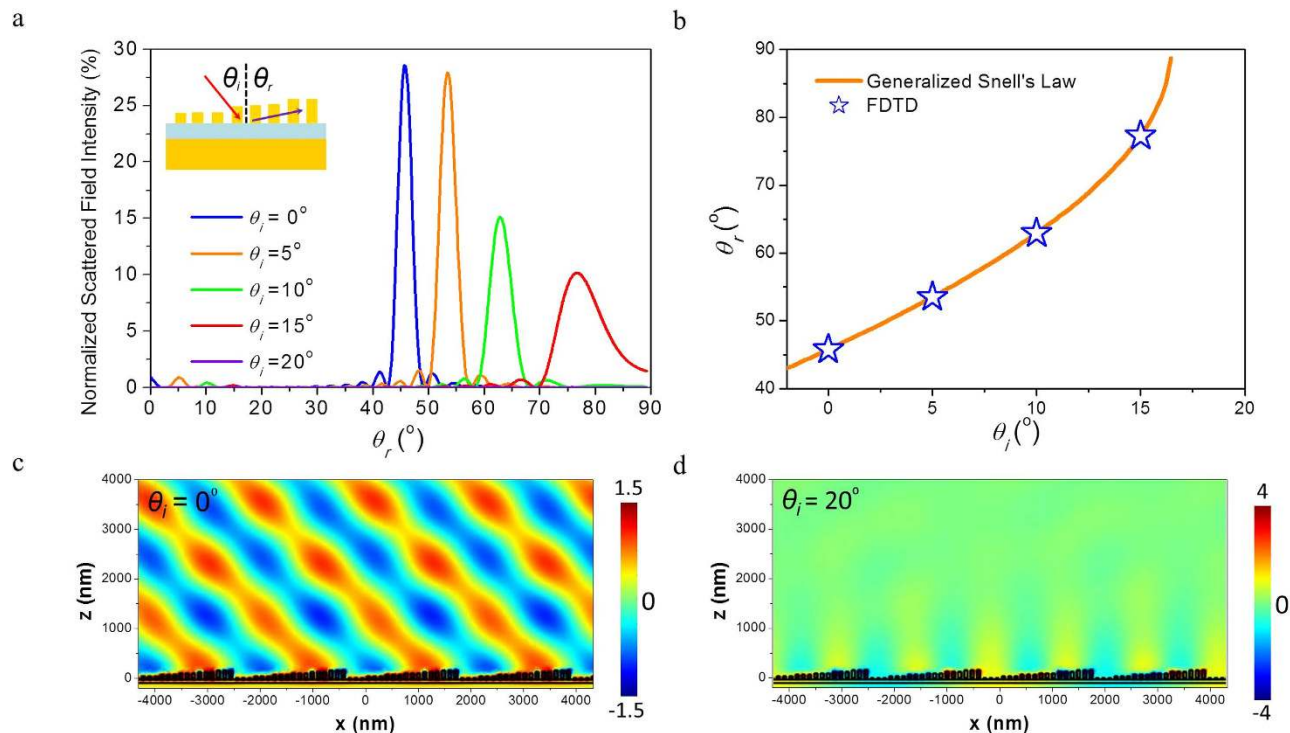 a
b
Normalized Scattered Field Intensity (%)
30
25
20
15
10
5
0
θi θr
θi = 0°
θi = 5°
θi = 10°
θi = 15°
θi = 20°
0 10 20 30 40 50 60 70 80 90
θr (°)
θr (°)
90
80
70
60
50
40
Generalized Snell's Law
FDTD
0 5 10 15 20
θi (°)
c
d
z (nm)
4000
3000
2000
1000
0
θi = 0°
-4000 -3000 -2000 -1000 0 1000 2000 3000 4000
x (nm)
1.5
0
-1.5
z (nm)
4000
3000
2000
1000
0
θi = 20°
-4000 -3000 -2000 -1000 0 1000 2000 3000 4000
x (nm)
4
0
-4